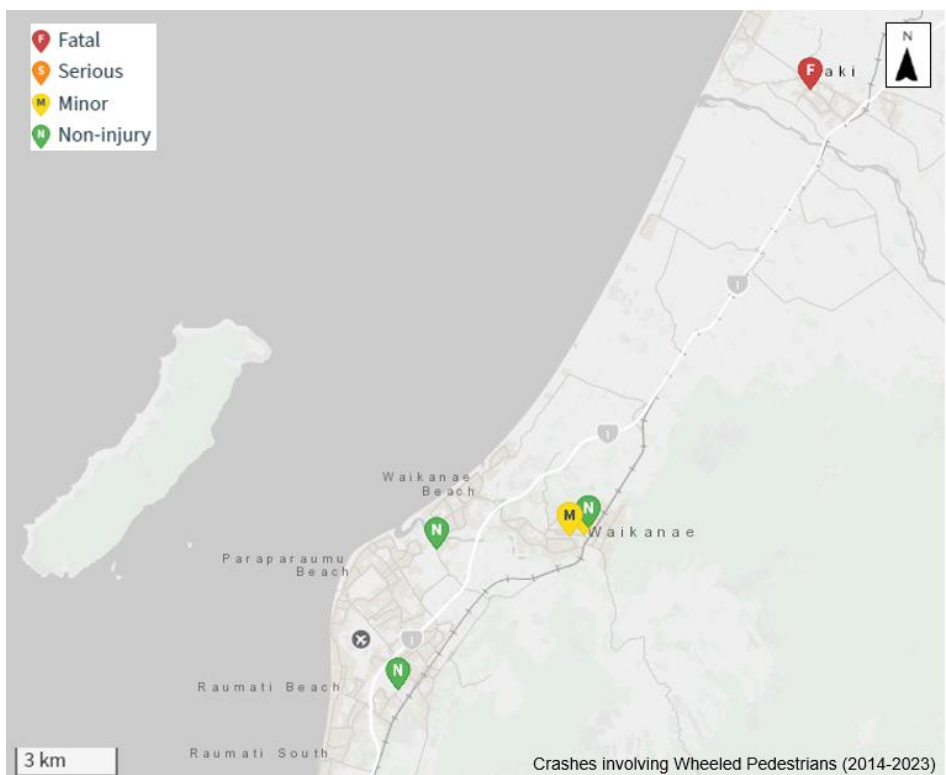 F Fatal
S Serious
M Minor
N Non-injury
N
F
aki
1
1
Waikanae
Beach
N
M
N
Waikanae
Paraparaumu
Beach
1
N
Raumati Beach
Raumati South
3 km
Crashes involving Wheeled Pedestrians (2014-2023)